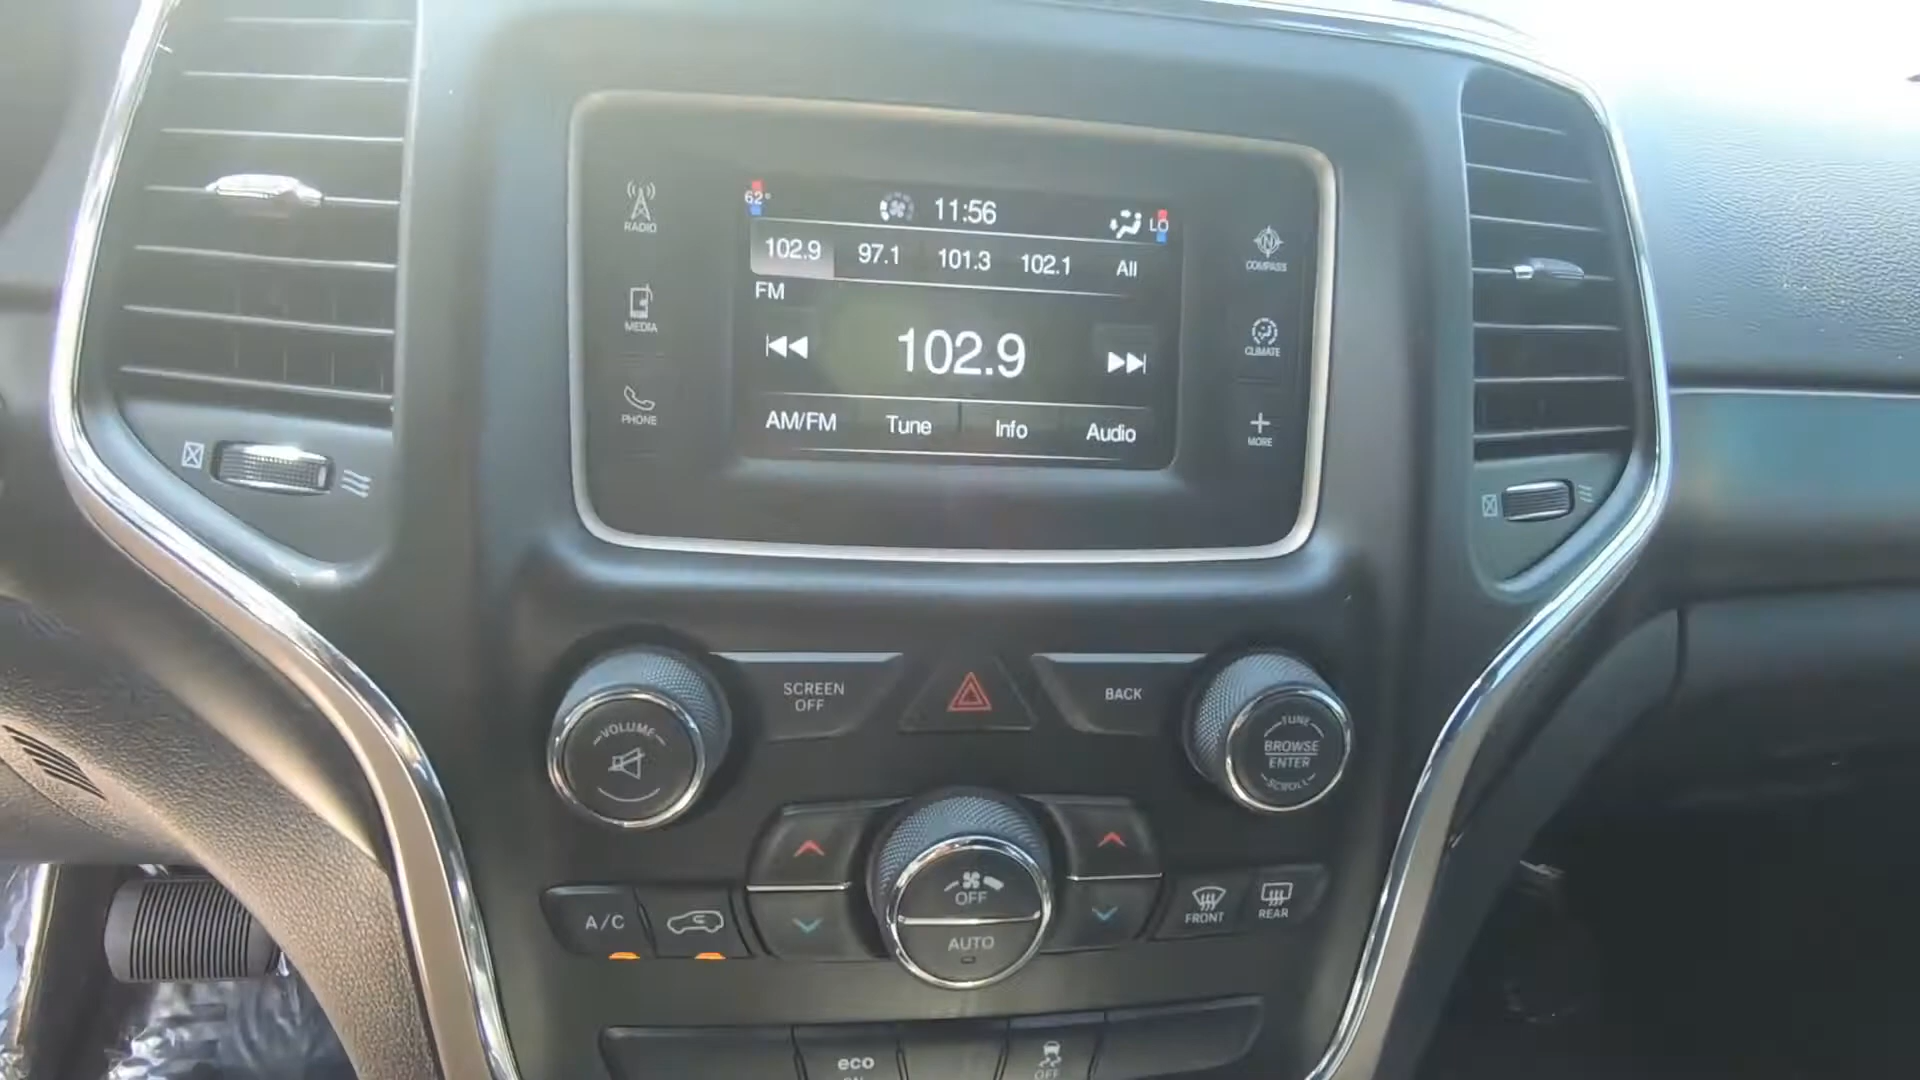 62°
11:56
LO
102.9 97.1 101.3 102.1 All
FM
102.9
AM/FM Tune Info Audio
RADIO
MEDIA
PHONE
COMPASS
CLIMATE
MORE
VOLUME
SCREEN
OFF
BACK
TUNE
BROWSE
ENTER
SCROLL
A/C
OFF
AUTO
FRONT
REAR
eco
OFF